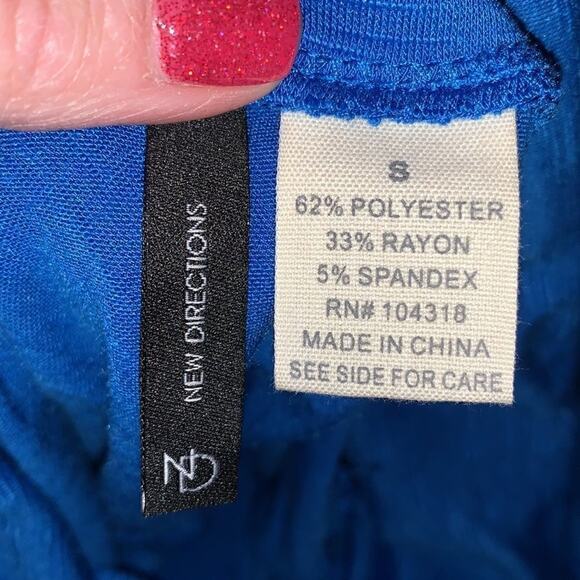 NEW DIRECTIONS
ND
S
62% POLYESTER
33% RAYON
5% SPANDEX
RN# 104318
MADE IN CHINA
SEE SIDE FOR CARE